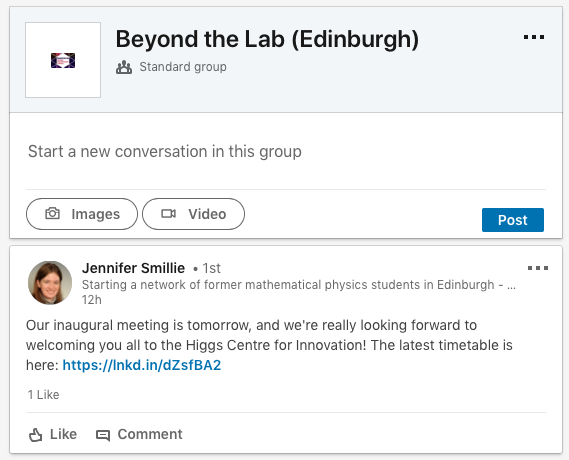 Beyond the Lab (Edinburgh)
Standard group
Start a new conversation in this group
Images
Video
Post
Jennifer Smillie • 1st
Starting a network of former mathematical physics students in Edinburgh - ...
12h
Our inaugural meeting is tomorrow, and we're really looking forward to
welcoming you all to the Higgs Centre for Innovation! The latest timetable is
here: https://lnkd.in/dZsfBA2
1 Like
Like
Comment